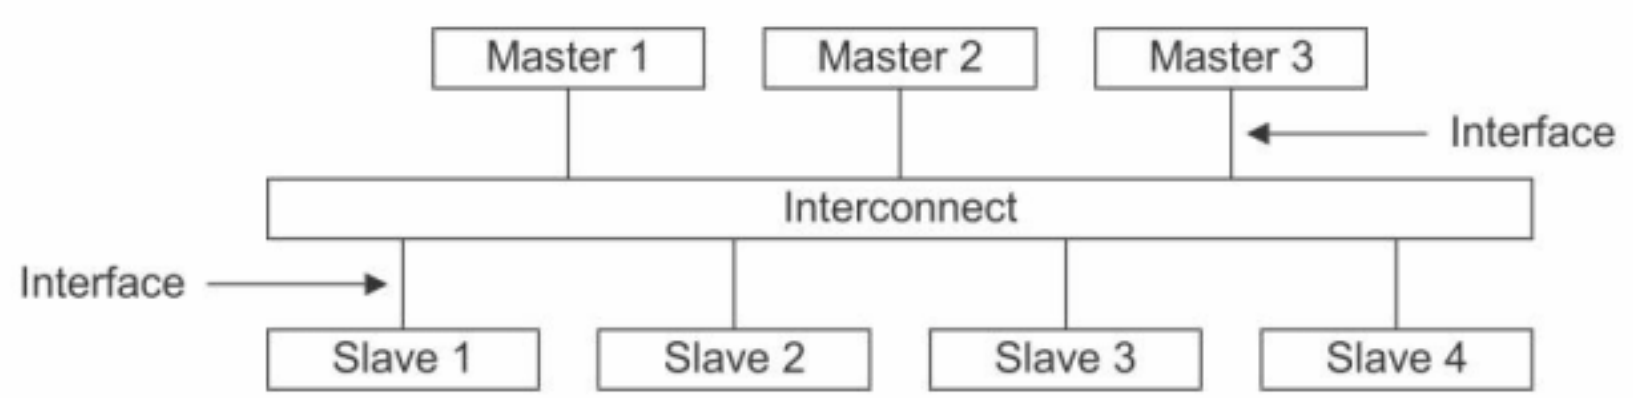 Master 1
Master 2
Master 3
Interface
Interconnect
Interface
Slave 1
Slave 2
Slave 3
Slave 4